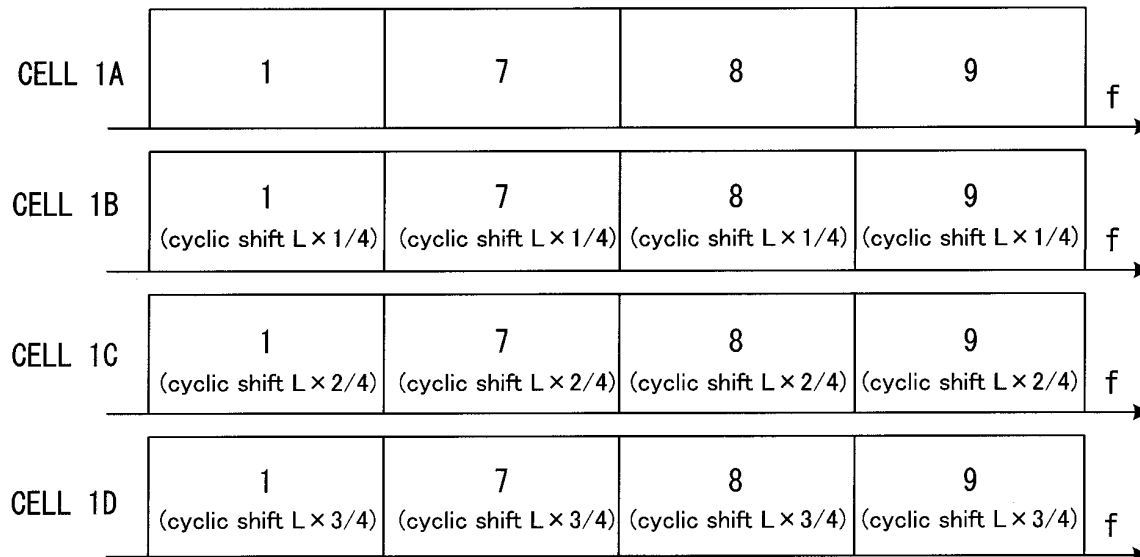 CELL 1A 1 7 8 9 f
CELL 1B 1 7 8 9
(cyclic shift L×1/4) (cyclic shift L×1/4) (cyclic shift L×1/4) (cyclic shift L×1/4) f
CELL 1C 1 7 8 9
(cyclic shift L×2/4) (cyclic shift L×2/4) (cyclic shift L×2/4) (cyclic shift L×2/4) f
CELL 1D 1 7 8 9
(cyclic shift L×3/4) (cyclic shift L×3/4) (cyclic shift L×3/4) (cyclic shift L×3/4) f